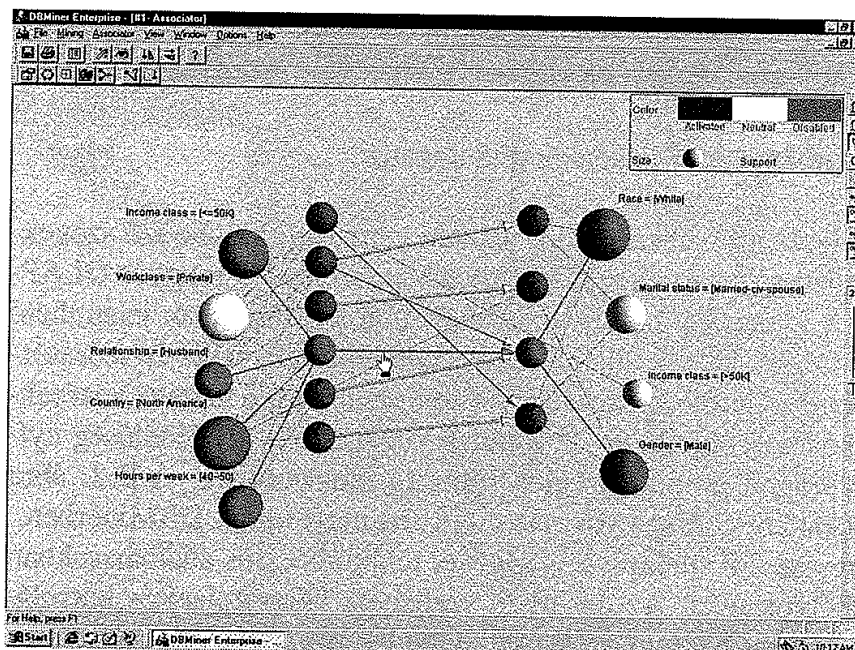 DBMiner Enterprise - [#1- Associator]
File Mining Associator View Window Options Help
Color:
Activated Neutral Disabled
Size: Support
Income class = [<=50K]
Race = [White]
Workclass = [Private]
Marital status = [Married-civ-spouse]
Relationship = [Husband]
Income class = [>50K]
Country = [North America]
Gender = [Male]
Hours per week = [40~50]
For Help, press F1
Start
DBMiner Enterprise - ...
10:17AM